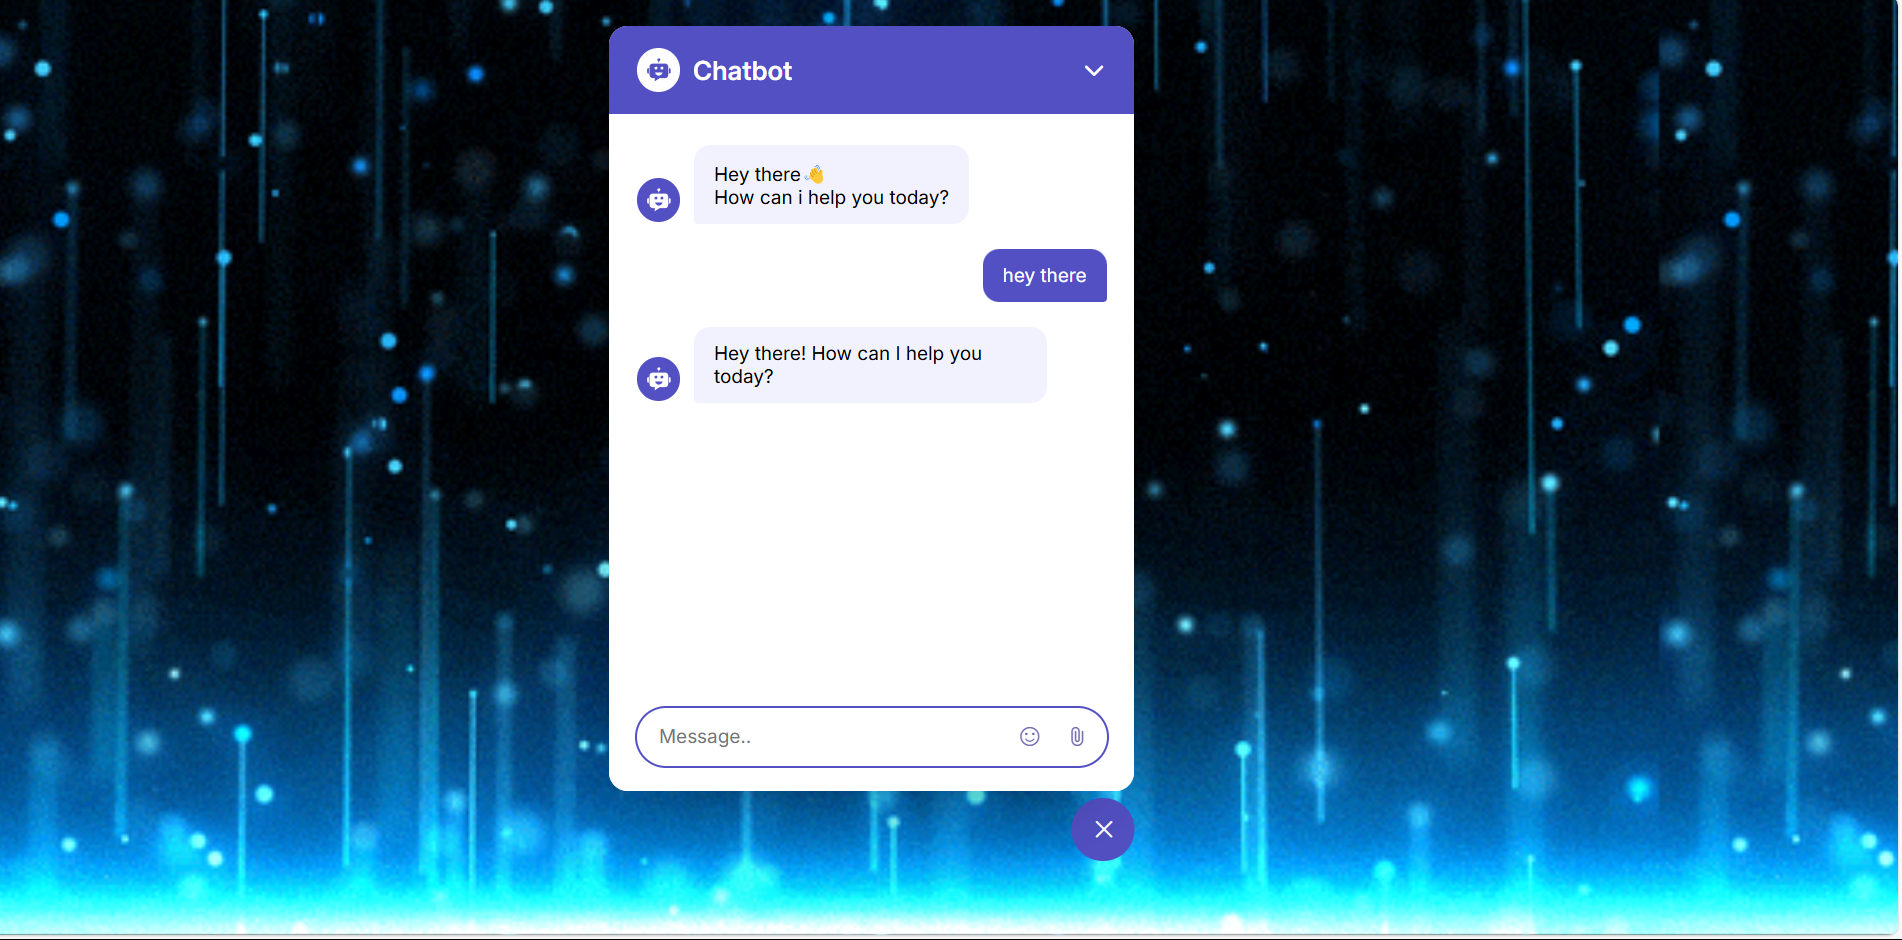 Chatbot
Hey there 👋
How can i help you today?
hey there
Hey there! How can I help you
today?
Message..